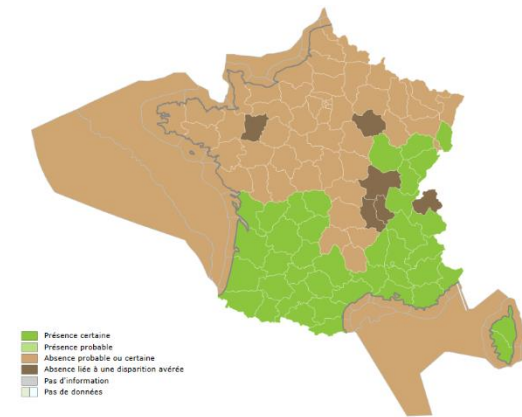 Présence certaine
Présence probable
Absence probable ou certaine
Absence liée à une disparition avérée
Pas d'information
Pas de données